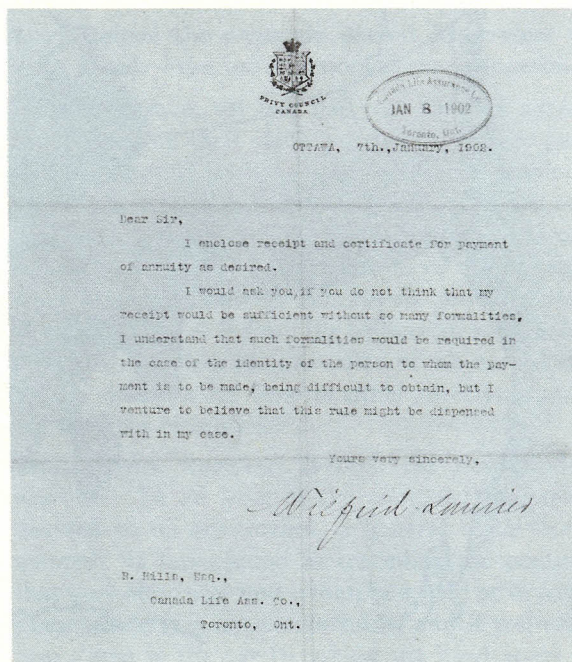 PRIVY COUNCIL
CANADA
Canada Life Assurance Co.
JAN 8 1902
Toronto, Ont.
OTTAWA, 7th.,January, 1902.
Dear Sir,
I enclose receipt and certificate for payment
of annuity as desired.
I would ask you,if you do not think that my
receipt would be sufficient without so many formalities.
I understand that such formalities would be required in
the case of the identity of the person to whom the pay-
ment is to be made, being difficult to obtain, but I
venture to believe that this rule might be dispensed
with in my case.
Yours very sincerely,
Wilfrid Laurier
R. Hills, Esq.,
Canada Life Ass. Co.,
Toronto, Ont.